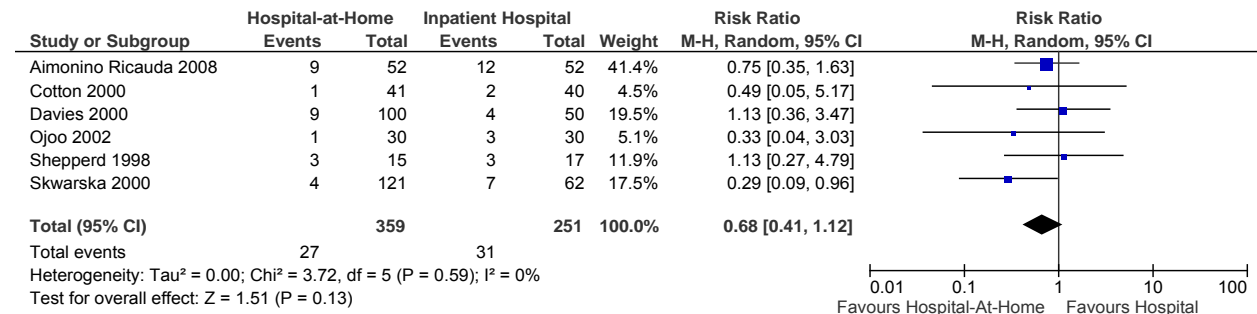 Hospital-at-Home Inpatient Hospital Risk Ratio Risk Ratio
Study or Subgroup Events Total Events Total Weight M-H, Random, 95% CI M-H, Random, 95% CI
Aimonino Ricauda 2008 9 52 12 52 41.4% 0.75 [0.35, 1.63]
Cotton 2000 1 41 2 40 4.5% 0.49 [0.05, 5.17]
Davies 2000 9 100 4 50 19.5% 1.13 [0.36, 3.47]
Ojoo 2002 1 30 3 30 5.1% 0.33 [0.04, 3.03]
Shepperd 1998 3 15 3 17 11.9% 1.13 [0.27, 4.79]
Skwarska 2000 4 121 7 62 17.5% 0.29 [0.09, 0.96]
Total (95% CI) 359 251 100.0% 0.68 [0.41, 1.12]
Total events 27 31
Heterogeneity: Tau² = 0.00; Chi² = 3.72, df = 5 (P = 0.59); I² = 0%
Test for overall effect: Z = 1.51 (P = 0.13)
0.01 0.1 1 10 100
Favours Hospital-At-Home Favours Hospital